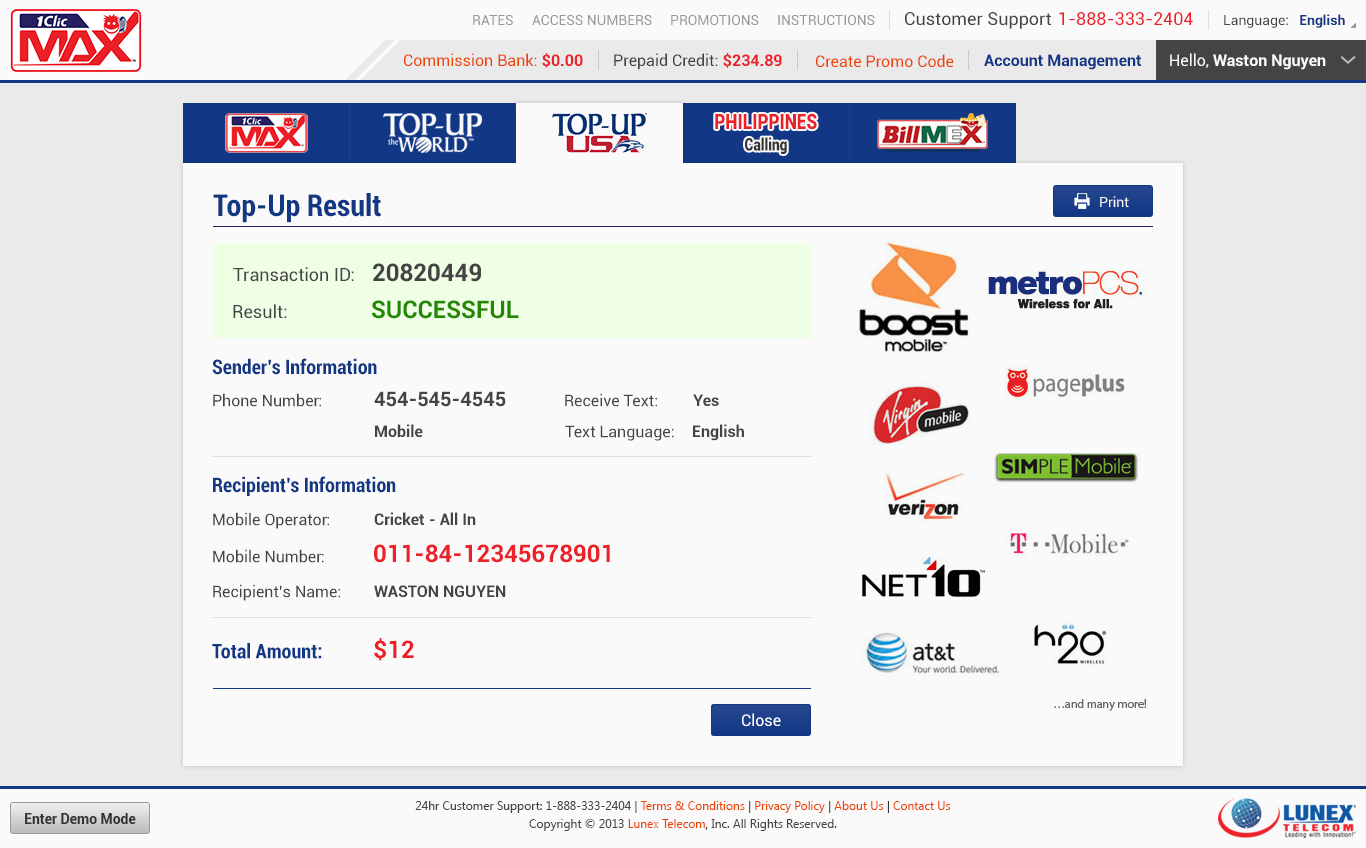 1Clic
MAX
RATES ACCESS NUMBERS PROMOTIONS INSTRUCTIONS Customer Support 1-888-333-2404 Language: English
Commission Bank: $0.00 Prepaid Credit: $234.89 Create Promo Code Account Management Hello, Waston Nguyen
1Clic MAX TOP-UP the WORLD™ TOP-UP USA PHILIPPINES Calling BillMEX
Top-Up Result
Print
Transaction ID: 20820449
Result: SUCCESSFUL
Sender's Information
Phone Number: 454-545-4545 Receive Text: Yes
Mobile Text Language: English
Recipient's Information
Mobile Operator: Cricket - All In
Mobile Number: 011-84-12345678901
Recipient's Name: WASTON NGUYEN
Total Amount: $12
Close
boost
mobile™
metroPCS.
Wireless for All.
pageplus
Virgin mobile
SIMPLE Mobile
verizon
T··Mobile·
NET10™
at&t
Your world. Delivered.
h2o
WIRELESS
...and many more!
Enter Demo Mode
24hr Customer Support: 1-888-333-2404 | Terms & Conditions | Privacy Policy | About Us | Contact Us
Copyright © 2013 Lunex Telecom, Inc. All Rights Reserved.
LUNEX
TELECOM
Leading with Innovation!